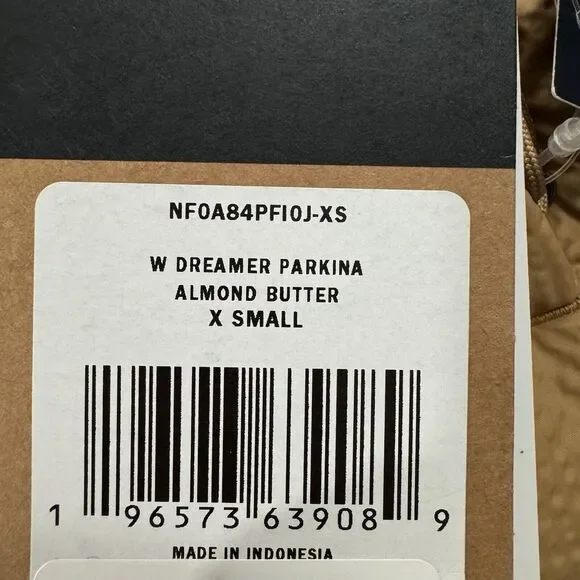 NF0A84PFI0J-XS
W DREAMER PARKINA
ALMOND BUTTER
X SMALL
1 96573 63908 9
MADE IN INDONESIA